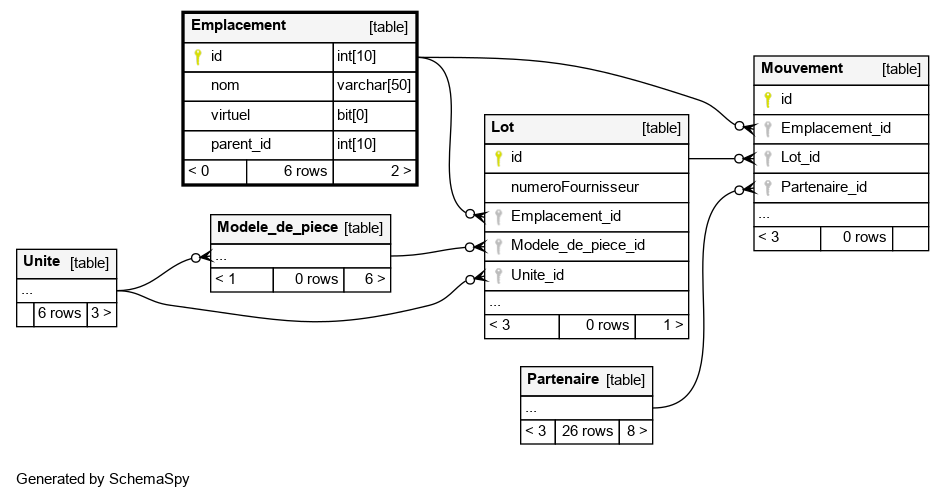 Emplacement [table]
id int[10]
nom varchar[50]
virtuel bit[0]
parent_id int[10]
< 0 6 rows 2 >
Mouvement [table]
id
Emplacement_id
Lot_id
Partenaire_id
...
< 3 0 rows
Lot [table]
id
numeroFournisseur
Emplacement_id
Modele_de_piece_id
Unite_id
...
< 3 0 rows 1 >
Modele_de_piece [table]
...
< 1 0 rows 6 >
Unite [table]
...
6 rows 3 >
Partenaire [table]
...
< 3 26 rows 8 >
Generated by SchemaSpy